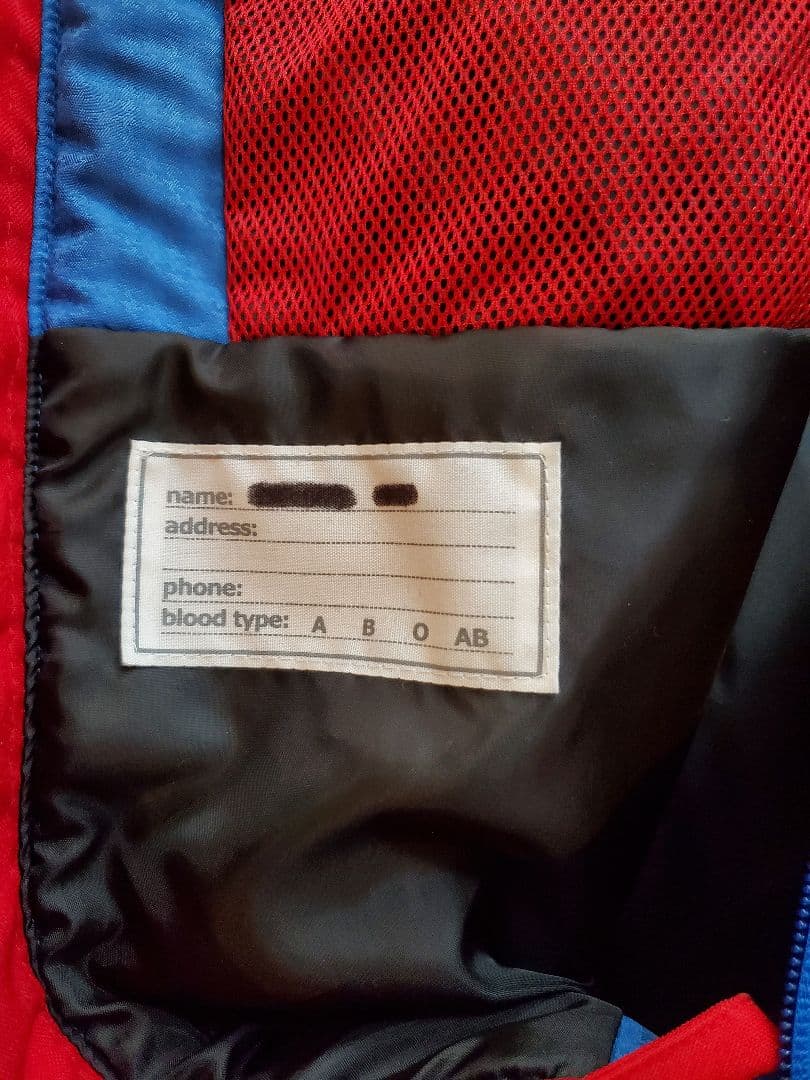 name:
address:
phone:
blood type: A B O AB